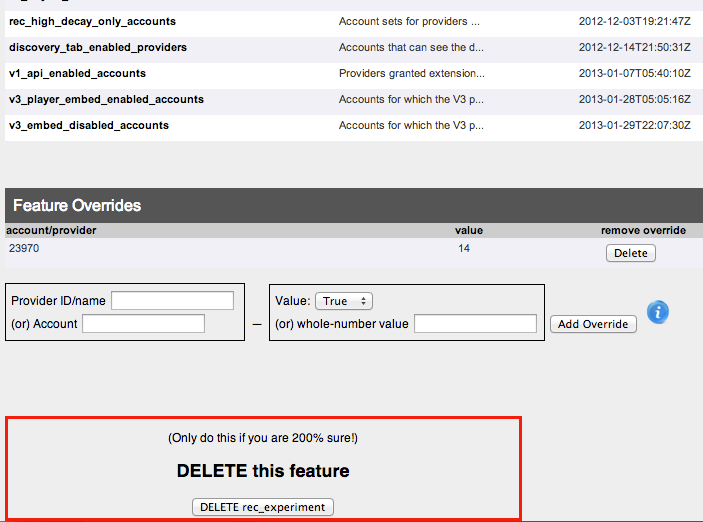 rec_high_decay_only_accounts Account sets for providers ... 2012-12-03T19:21:47Z
discovery_tab_enabled_providers Accounts that can see the d... 2012-12-14T21:50:31Z
v1_api_enabled_accounts Providers granted extension... 2013-01-07T05:40:10Z
v3_player_embed_enabled_accounts Accounts for which the V3 p... 2013-01-28T05:05:16Z
v3_embed_disabled_accounts Accounts for which the V3 p... 2013-01-29T22:07:30Z
Feature Overrides
account/provider value remove override
23970 14 Delete
Provider ID/name Value: True
(or) Account – (or) whole-number value Add Override i
(Only do this if you are 200% sure!)
DELETE this feature
DELETE rec_experiment